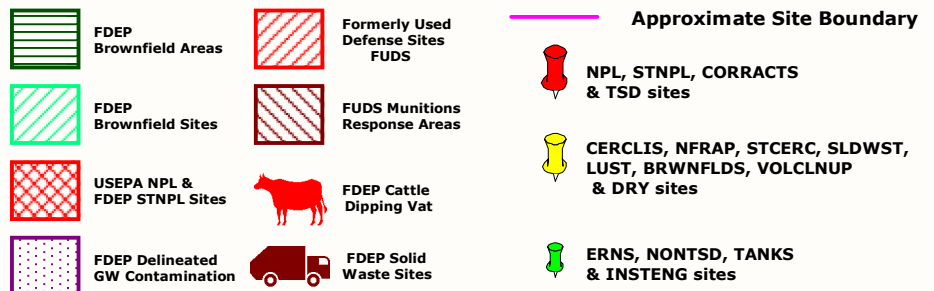 FDEP
Brownfield Areas
FDEP
Brownfield Sites
USEPA NPL &
FDEP STNPL Sites
FDEP Delineated
GW Contamination
Formerly Used
Defense Sites
FUDS
FUDS Munitions
Response Areas
FDEP Cattle
Dipping Vat
FDEP Solid
Waste Sites
Approximate Site Boundary
NPL, STNPL, CORRACTS
& TSD sites
CERCLIS, NFRAP, STCERC, SLDWST,
LUST, BRWNFLDS, VOLCLNUP
& DRY sites
ERNS, NONTSD, TANKS
& INSTENG sites